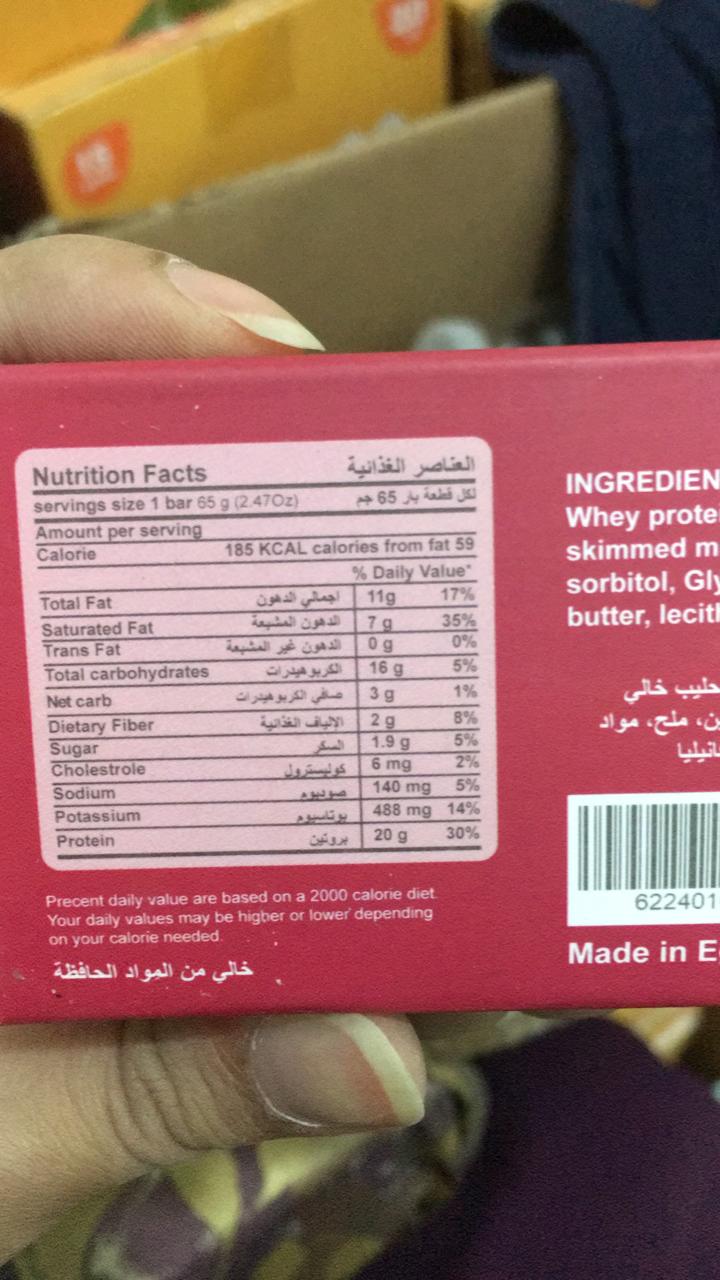 Nutrition Facts العناصر الغذائية
servings size 1 bar 65 g (2.47Oz) لكل قطعة بار 65 جم
Amount per serving
Calorie 185 KCAL calories from fat 59
% Daily Value*
Total Fat اجمالي الدهون 11g 17%
Saturated Fat الدهون المشبعة 7 g 35%
Trans Fat الدهون غير المشبعة 0 g 0%
Total carbohydrates الكربوهيدرات 16 g 5%
Net carb صافي الكربوهيدرات 3 g 1%
Dietary Fiber الالياف الغذائية 2 g 8%
Sugar السكر 1.9 g 5%
Cholestrole كوليسترول 6 mg 2%
Sodium صوديوم 140 mg 5%
Potassium بوتاسيوم 488 mg 14%
Protein بروتين 20 g 30%
Precent daily value are based on a 2000 calorie diet.
Your daily values may be higher or lower depending
on your calorie needed.
خالي من المواد الحافظة
INGREDIEN
Whey prote
skimmed m
sorbitol, Gly
butter, lecit
حليب خالي
ن، ملح، مواد
انيليا
622401
Made in E